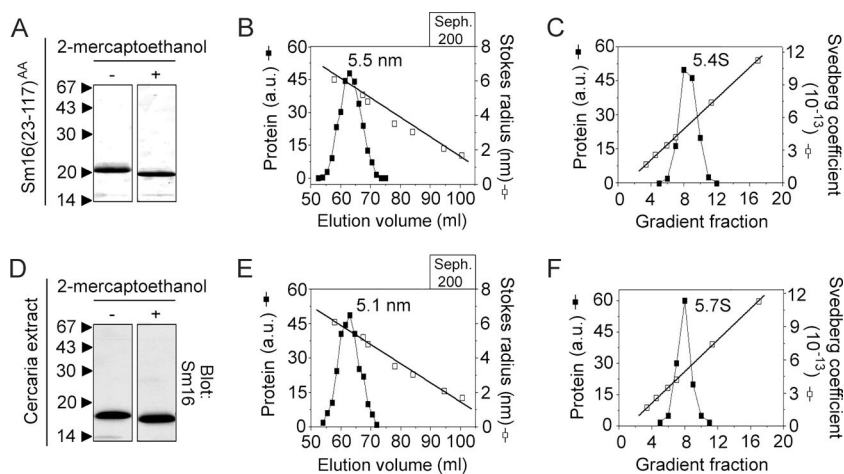 A
2-mercaptoethanol
- +
Sm16(23-117)^AA
67
43
30
20
14
B
Seph. 200
5.5 nm
Protein (a.u.)
60
45
30
15
0
50 60 70 80 90 100
Elution volume (ml)
8
6
4
2
0
Stokes radius (nm)
C
5.4S
Protein (a.u.)
60
45
30
15
0
0 4 8 12 16 20
Gradient fraction
12
9
6
3
0
Svedberg coefficient
(10^-13)
D
2-mercaptoethanol
- +
Cercaria extract
67
43
30
20
14
Blot:
Sm16
E
Seph. 200
5.1 nm
Protein (a.u.)
60
45
30
15
0
50 60 70 80 90 100
Elution volume (ml)
8
6
4
2
0
Stokes radius (nm)
F
5.7S
Protein (a.u.)
60
45
30
15
0
0 4 8 12 16 20
Gradient fraction
12
9
6
3
0
Svedberg coefficient
(10^-13)